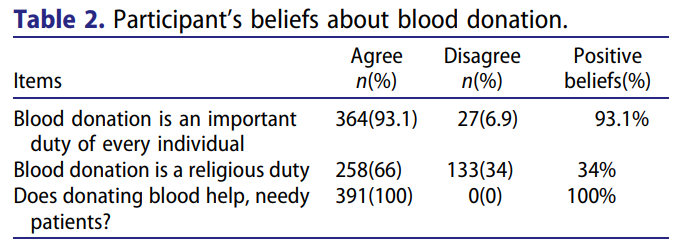 Table 2. Participant's beliefs about blood donation.
Items Agree n(%) Disagree n(%) Positive beliefs(%)
Blood donation is an important duty of every individual 364(93.1) 27(6.9) 93.1%
Blood donation is a religious duty 258(66) 133(34) 34%
Does donating blood help, needy patients? 391(100) 0(0) 100%